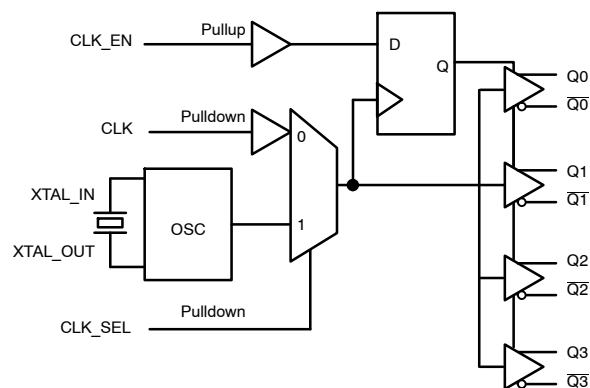 Pullup
CLK_EN
D
Q
Q0
Q0
Pulldown
CLK
0
Q1
Q1
XTAL_IN
OSC
1
XTAL_OUT
Q2
Q2
Pulldown
CLK_SEL
Q3
Q3